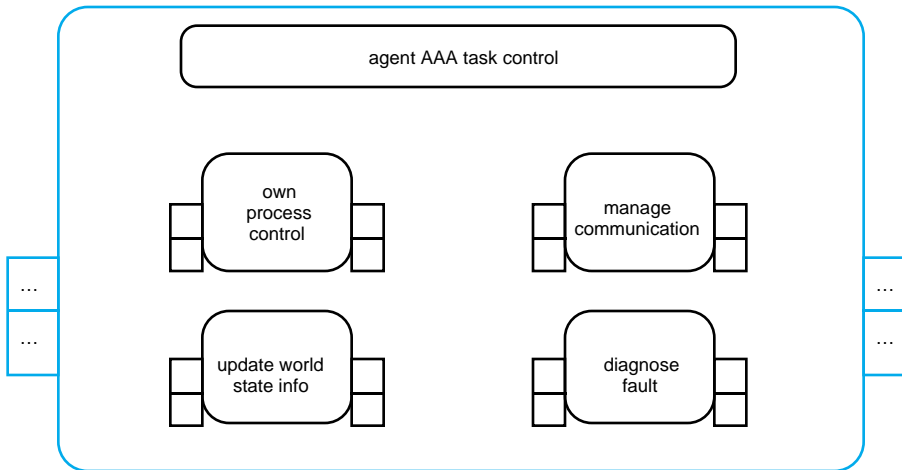 agent AAA task control
own
process
control
manage
communication
...
...
...
...
update world
state info
diagnose
fault